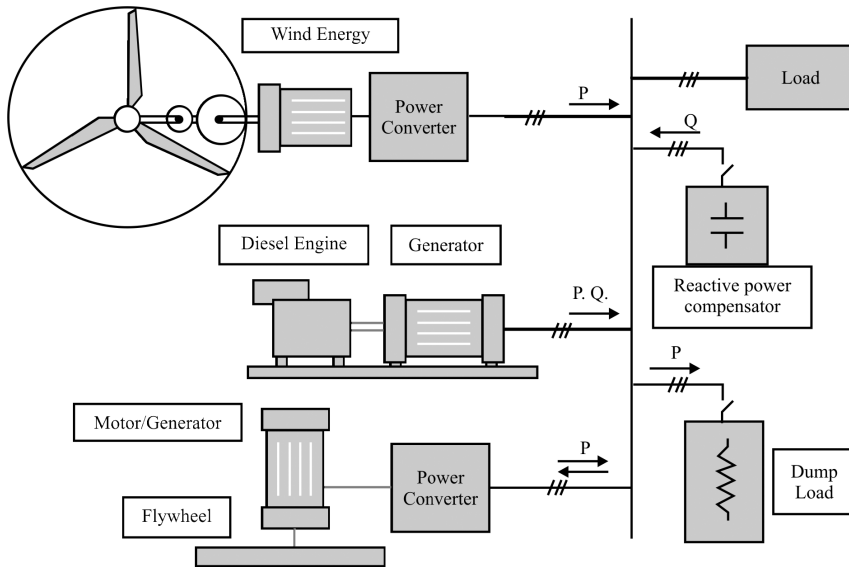 Wind Energy
Power
Converter
P
Load
Q
Reactive power
compensator
Diesel Engine
Generator
P. Q.
P
Dump
Load
Motor/Generator
Flywheel
Power
Converter
P